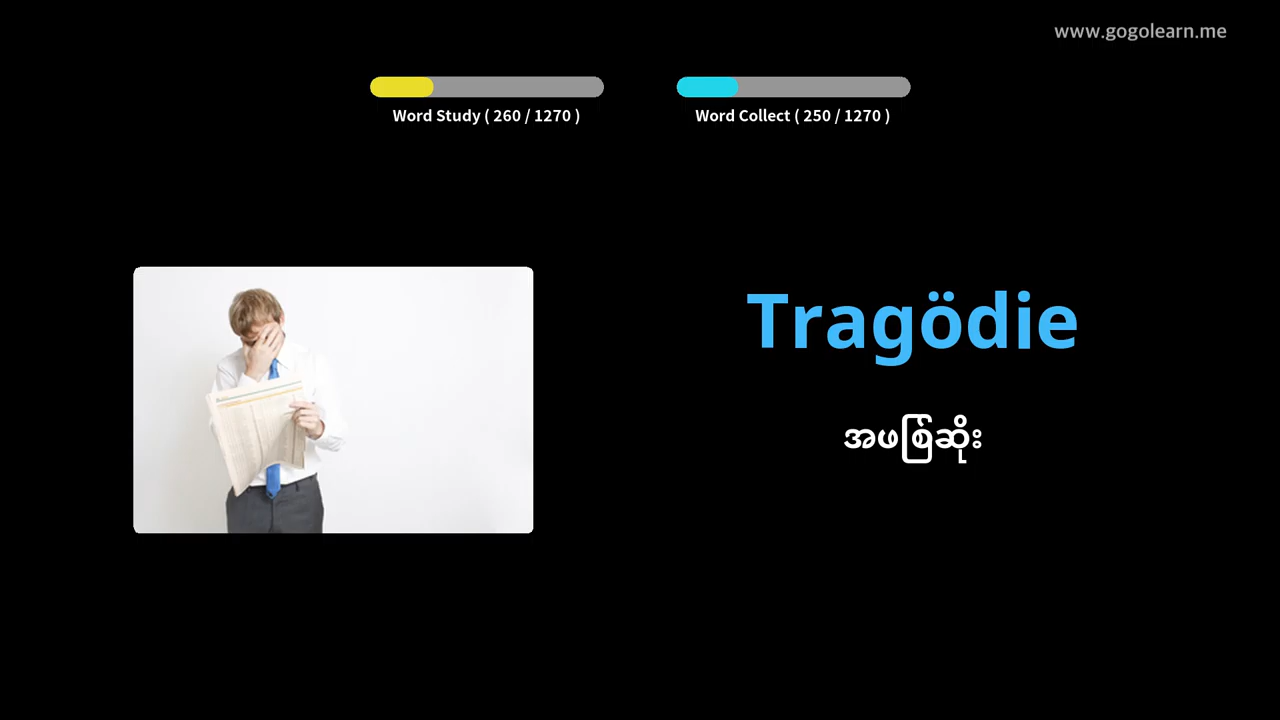 www.gogolearn.me
Word Study ( 260 / 1270 )
Word Collect ( 250 / 1270 )
Tragödie
အဖြစ်ဆိုး